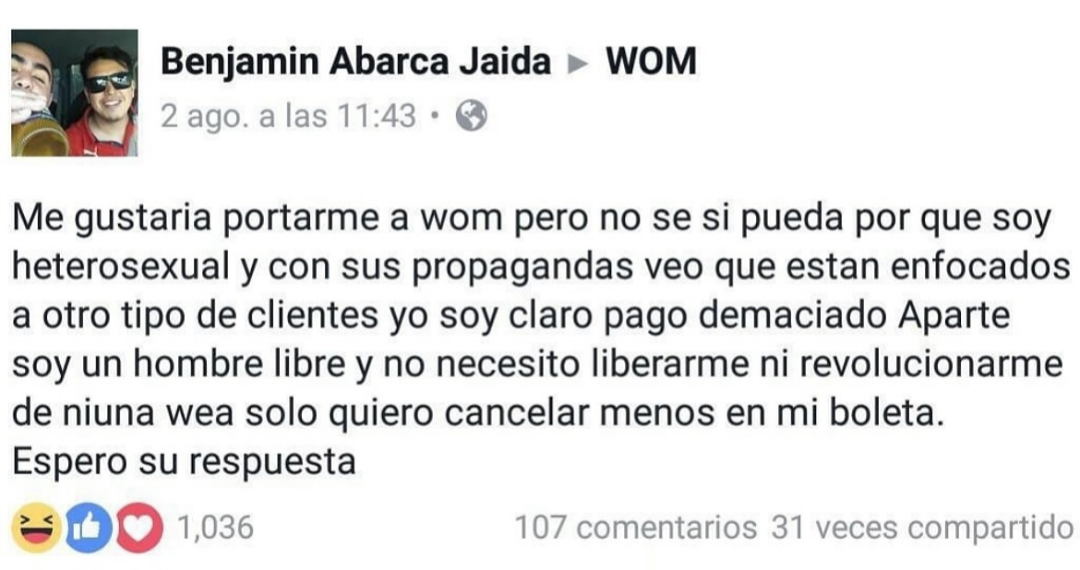 Benjamin Abarca Jaida ▸ WOM
2 ago. a las 11:43 •
Me gustaria portarme a wom pero no se si pueda por que soy
heterosexual y con sus propagandas veo que estan enfocados
a otro tipo de clientes yo soy claro pago demaciado Aparte
soy un hombre libre y no necesito liberarme ni revolucionarme
de niuna wea solo quiero cancelar menos en mi boleta.
Espero su respuesta
1,036 107 comentarios 31 veces compartido